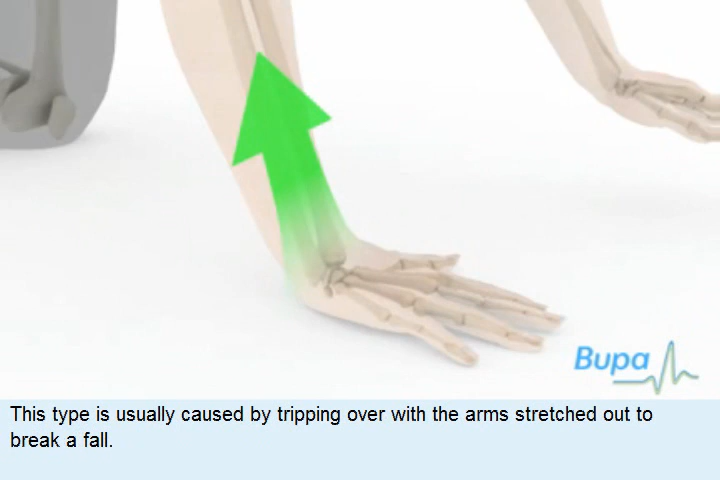 Bupa
This type is usually caused by tripping over with the arms stretched out to
break a fall.